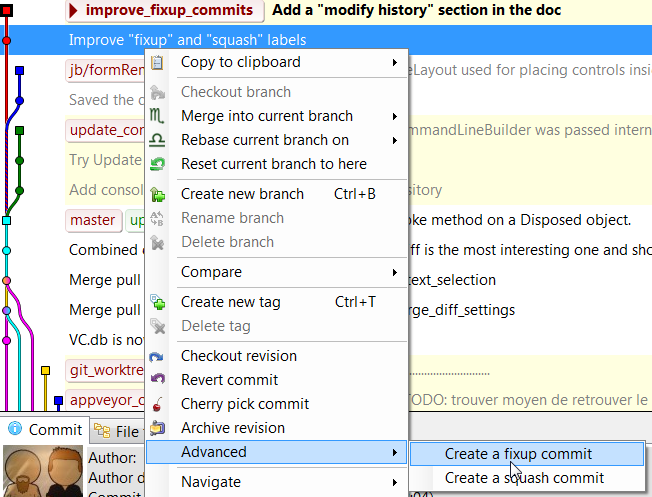 improve_fixup_commits Add a "modify history" section in the doc
Improve "fixup" and "squash" labels
jb/formRen Layout used for placing controls insi
Saved the
update_con mmandLineBuilder was passed intern
Try Update
Add consol sitory
master up oke method on a Disposed object.
Combined ff is the most interesting one and sho
Merge pull text_selection
Merge pull rge_diff_settings
VC.db is no
git_worktre
appveyor_ TODO: trouver moyen de retrouver le
Copy to clipboard
Checkout branch
Merge into current branch
Rebase current branch on
Reset current branch to here
Create new branch Ctrl+B
Rename branch
Delete branch
Compare
Create new tag Ctrl+T
Delete tag
Checkout revision
Revert commit
Cherry pick commit
Archive revision
Advanced
Navigate
Create a fixup commit
Create a squash commit
Commit File
Author:
Author d
Commit